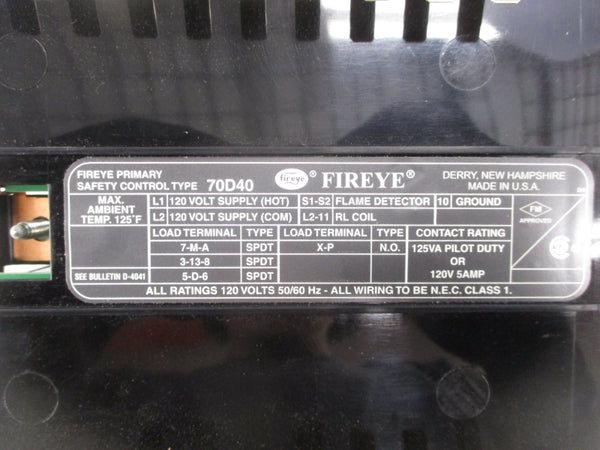 FIREYE PRIMARY
SAFETY CONTROL TYPE 70D40
fireye ® FIREYE®
DERRY, NEW HAMPSHIRE
MADE IN U.S.A.
MAX.
AMBIENT
TEMP. 125°F
L1 120 VOLT SUPPLY (HOT) S1-S2 FLAME DETECTOR 10 GROUND
L2 120 VOLT SUPPLY (COM) L2-11 RL COIL
LOAD TERMINAL TYPE LOAD TERMINAL TYPE CONTACT RATING
7-M-A SPDT X-P N.O. 125VA PILOT DUTY
3-13-8 SPDT OR
SEE BULLETIN D-4041 5-D-6 SPDT 120V 5AMP
FM
APPROVED
ALL RATINGS 120 VOLTS 50/60 Hz - ALL WIRING TO BE N.E.C. CLASS 1.